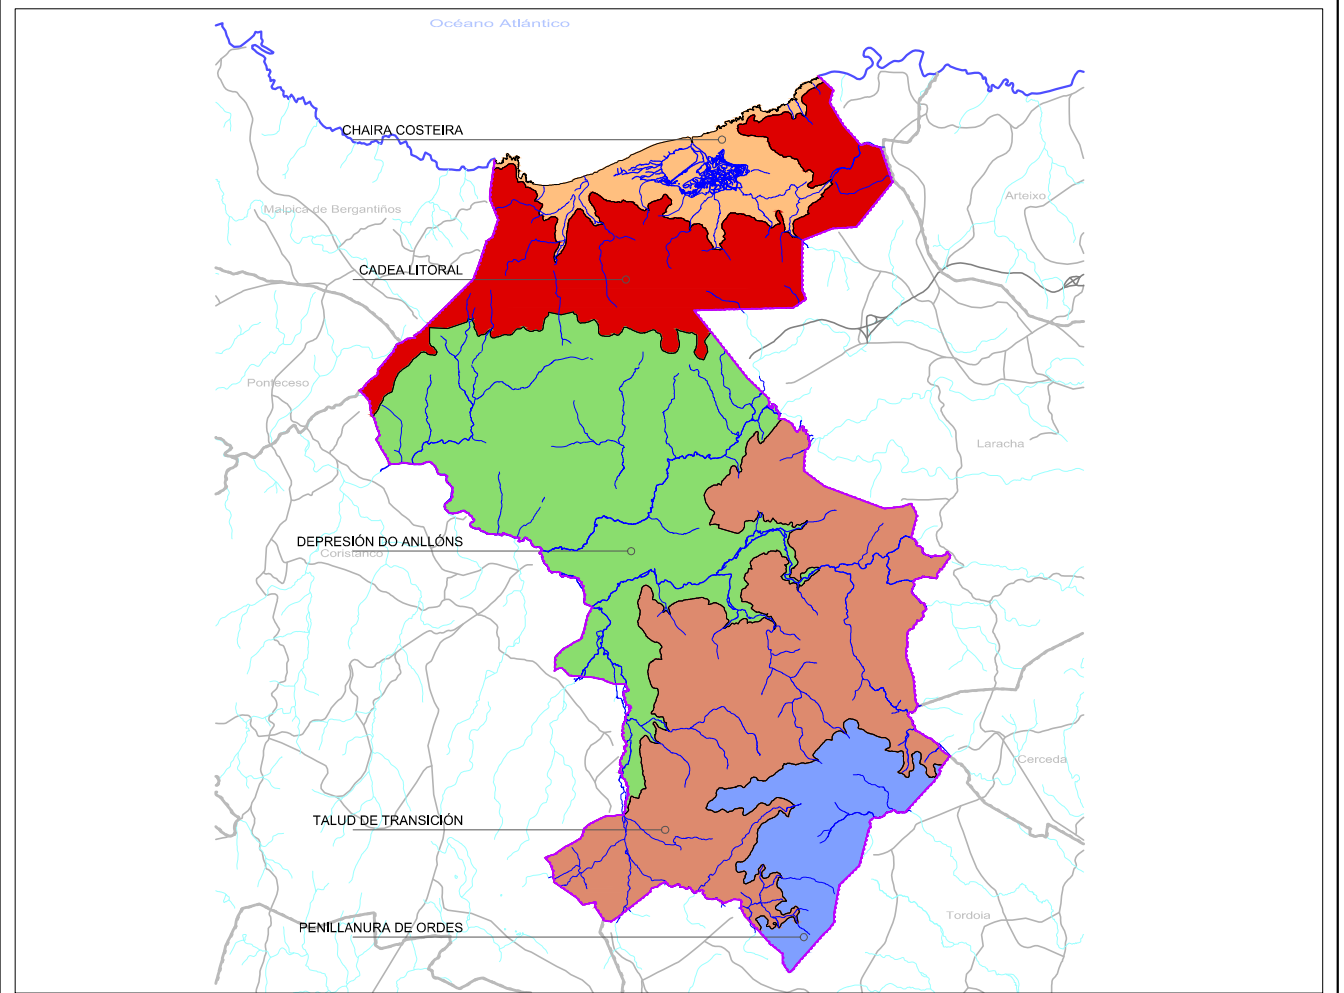 Océano Atlántico
CHAIRA COSTEIRA
Arteixo
Malpica de Bergantiños
CADEA LITORAL
Ponteceso
Laracha
DEPRESIÓN DO ANLLÓNS
Coristanco
Cerceda
TALUD DE TRANSICIÓN
Tordoia
PENILLANURA DE ORDES